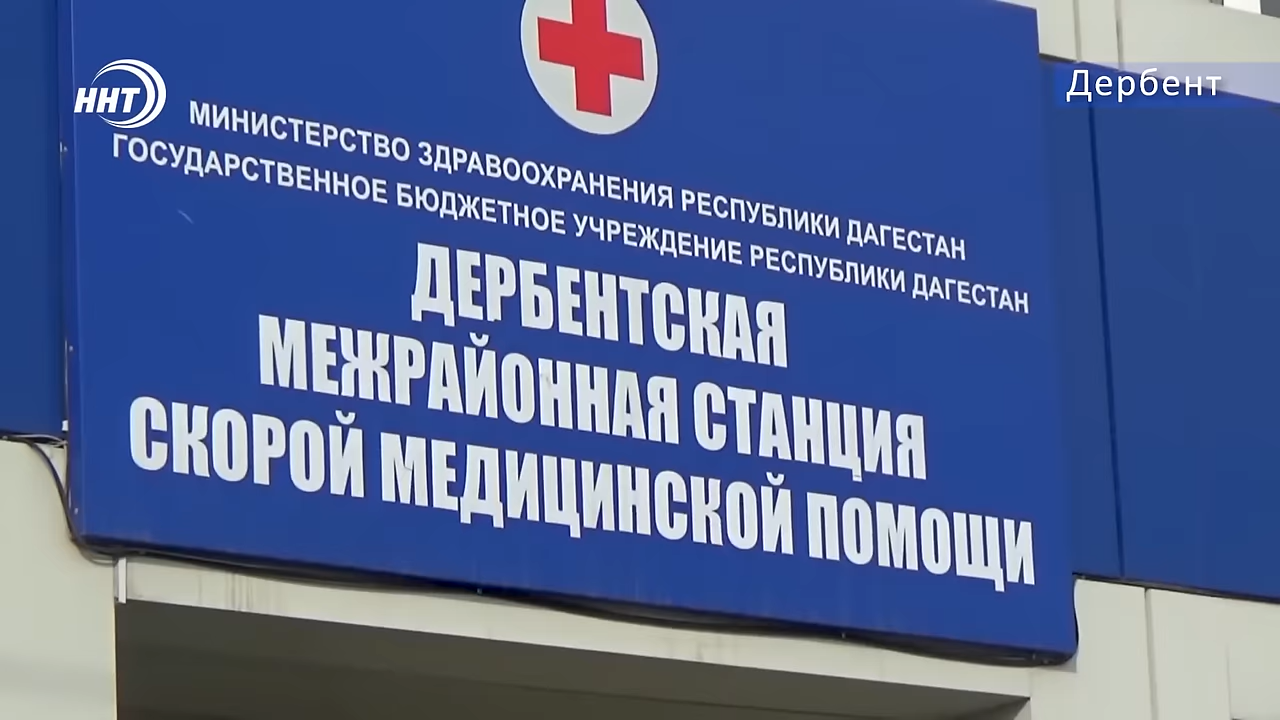 ННТ
Дербент
МИНИСТЕРСТВО ЗДРАВООХРАНЕНИЯ РЕСПУБЛИКИ ДАГЕСТАН
ГОСУДАРСТВЕННОЕ БЮДЖЕТНОЕ УЧРЕЖДЕНИЕ РЕСПУБЛИКИ ДАГЕСТАН
ДЕРБЕНТСКАЯ
МЕЖРАЙОННАЯ СТАНЦИЯ
СКОРОЙ МЕДИЦИНСКОЙ ПОМОЩИ